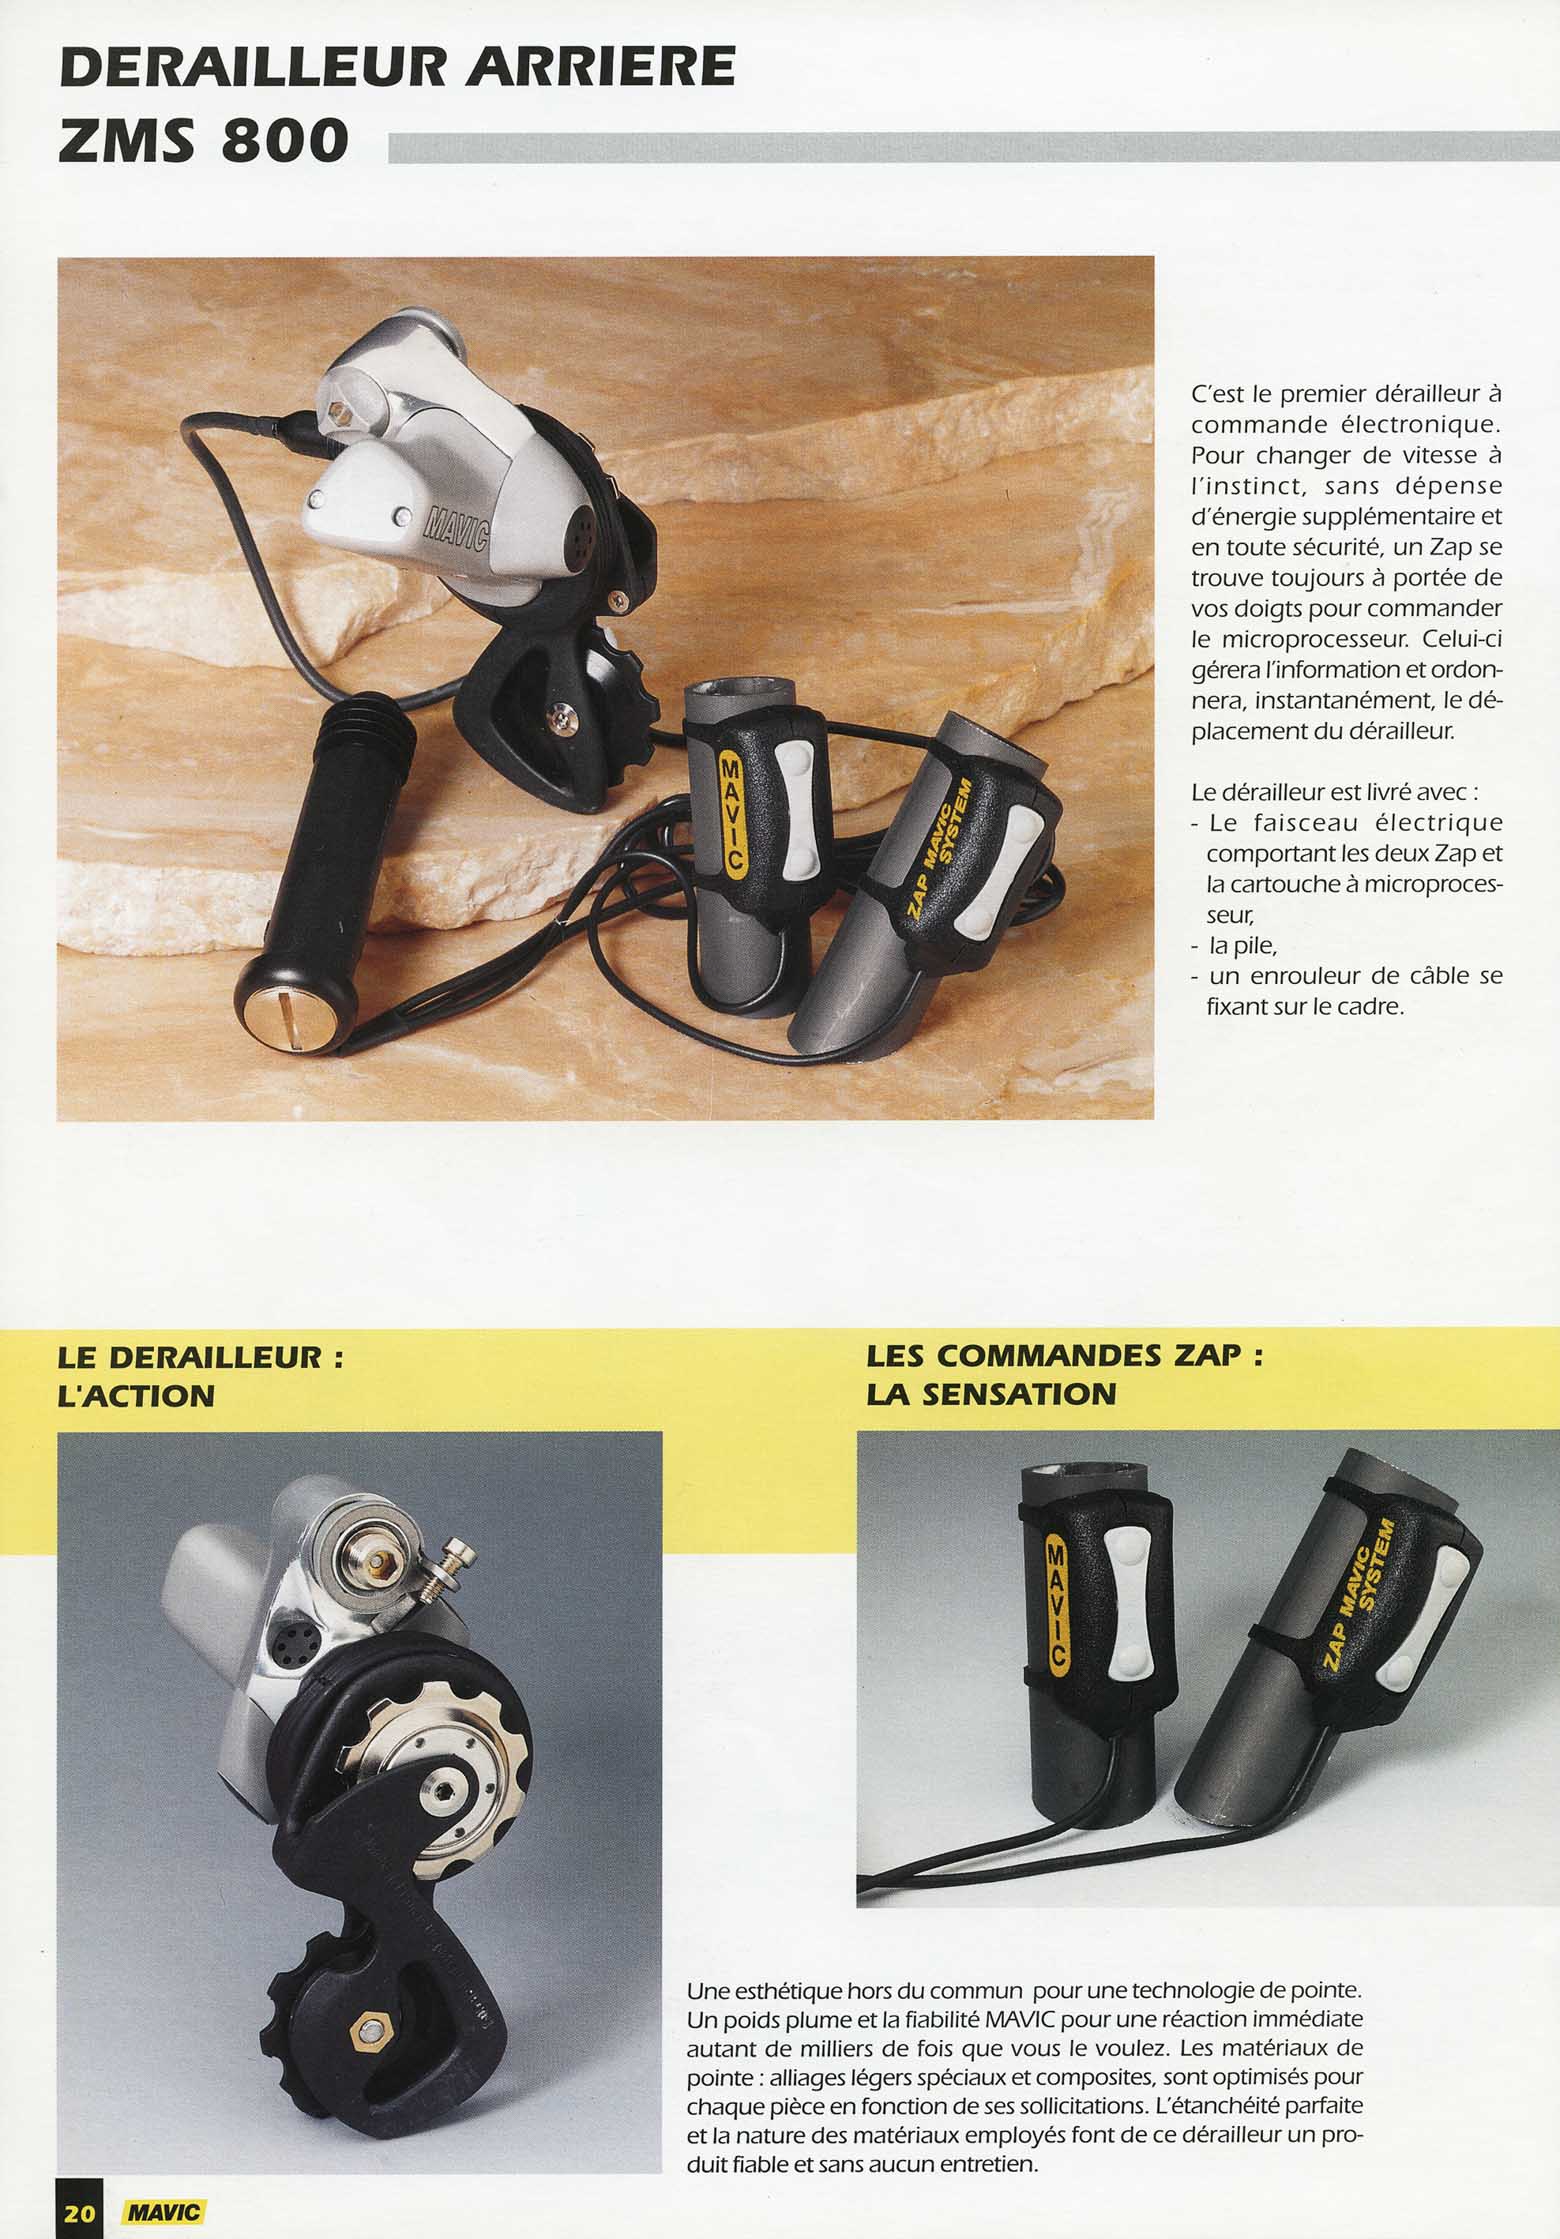 DERAILLEUR ARRIERE
ZMS 800
MAVIC
MAVIC
ZAP MAVIC
SYSTEM
C'est le premier dérailleur à
commande électronique.
Pour changer de vitesse à
l'instinct, sans dépense
d'énergie supplémentaire et
en toute sécurité, un Zap se
trouve toujours à portée de
vos doigts pour commander
le microprocesseur. Celui-ci
gérera l'information et ordon-
nera, instantanément, le dé-
placement du dérailleur.
Le dérailleur est livré avec :
- Le faisceau électrique
comportant les deux Zap et
la cartouche à microproces-
seur,
- la pile,
- un enrouleur de câble se
fixant sur le cadre.
LE DERAILLEUR :
L'ACTION
LES COMMANDES ZAP :
LA SENSATION
MAVIC
ZAP MAVIC
SYSTEM
Une esthétique hors du commun pour une technologie de pointe.
Un poids plume et la fiabilité MAVIC pour une réaction immédiate
autant de milliers de fois que vous le voulez. Les matériaux de
pointe : alliages légers spéciaux et composites, sont optimisés pour
chaque pièce en fonction de ses sollicitations. L'étanchéité parfaite
et la nature des matériaux employés font de ce dérailleur un pro-
duit fiable et sans aucun entretien.
20 MAVIC